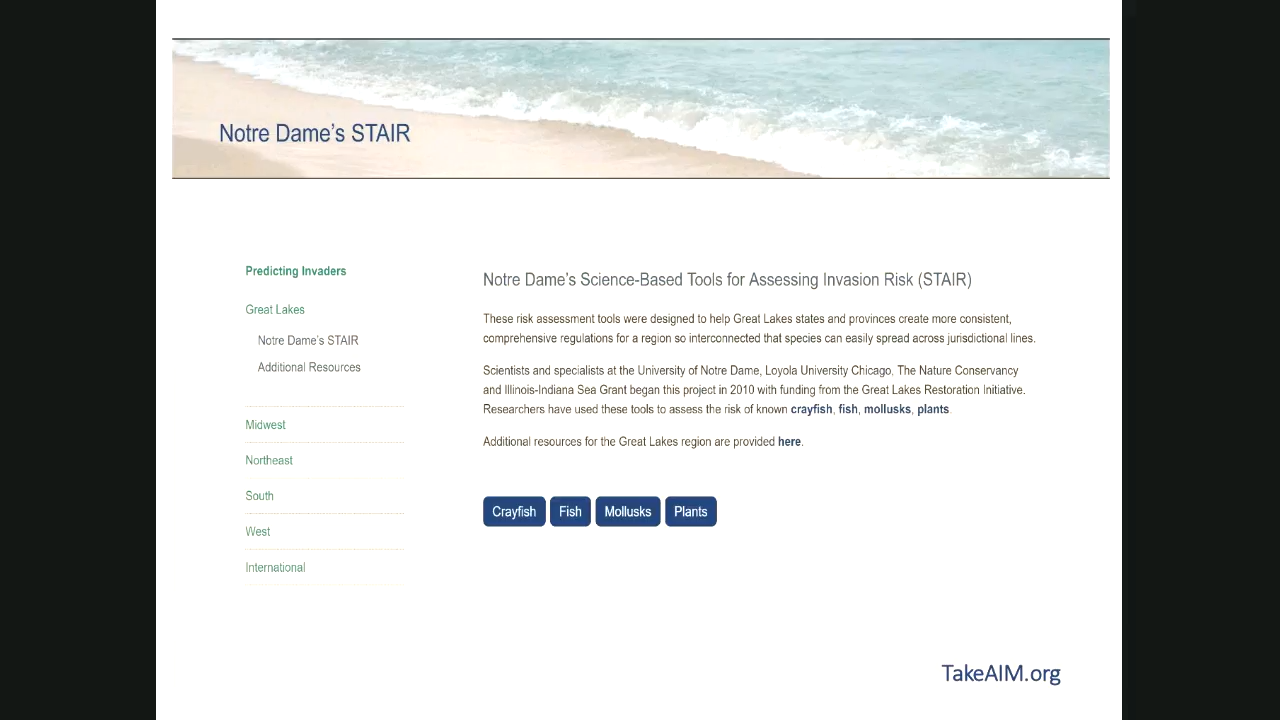 Notre Dame's STAIR
Predicting Invaders
Great Lakes
Notre Dame's STAIR
Additional Resources
Midwest
Northeast
South
West
International
Notre Dame's Science-Based Tools for Assessing Invasion Risk (STAIR)
These risk assessment tools were designed to help Great Lakes states and provinces create more consistent,
comprehensive regulations for a region so interconnected that species can easily spread across jurisdictional lines.
Scientists and specialists at the University of Notre Dame, Loyola University Chicago, The Nature Conservancy
and Illinois-Indiana Sea Grant began this project in 2010 with funding from the Great Lakes Restoration Initiative.
Researchers have used these tools to assess the risk of known crayfish, fish, mollusks, plants.
Additional resources for the Great Lakes region are provided here.
Crayfish Fish Mollusks Plants
TakeAIM.org